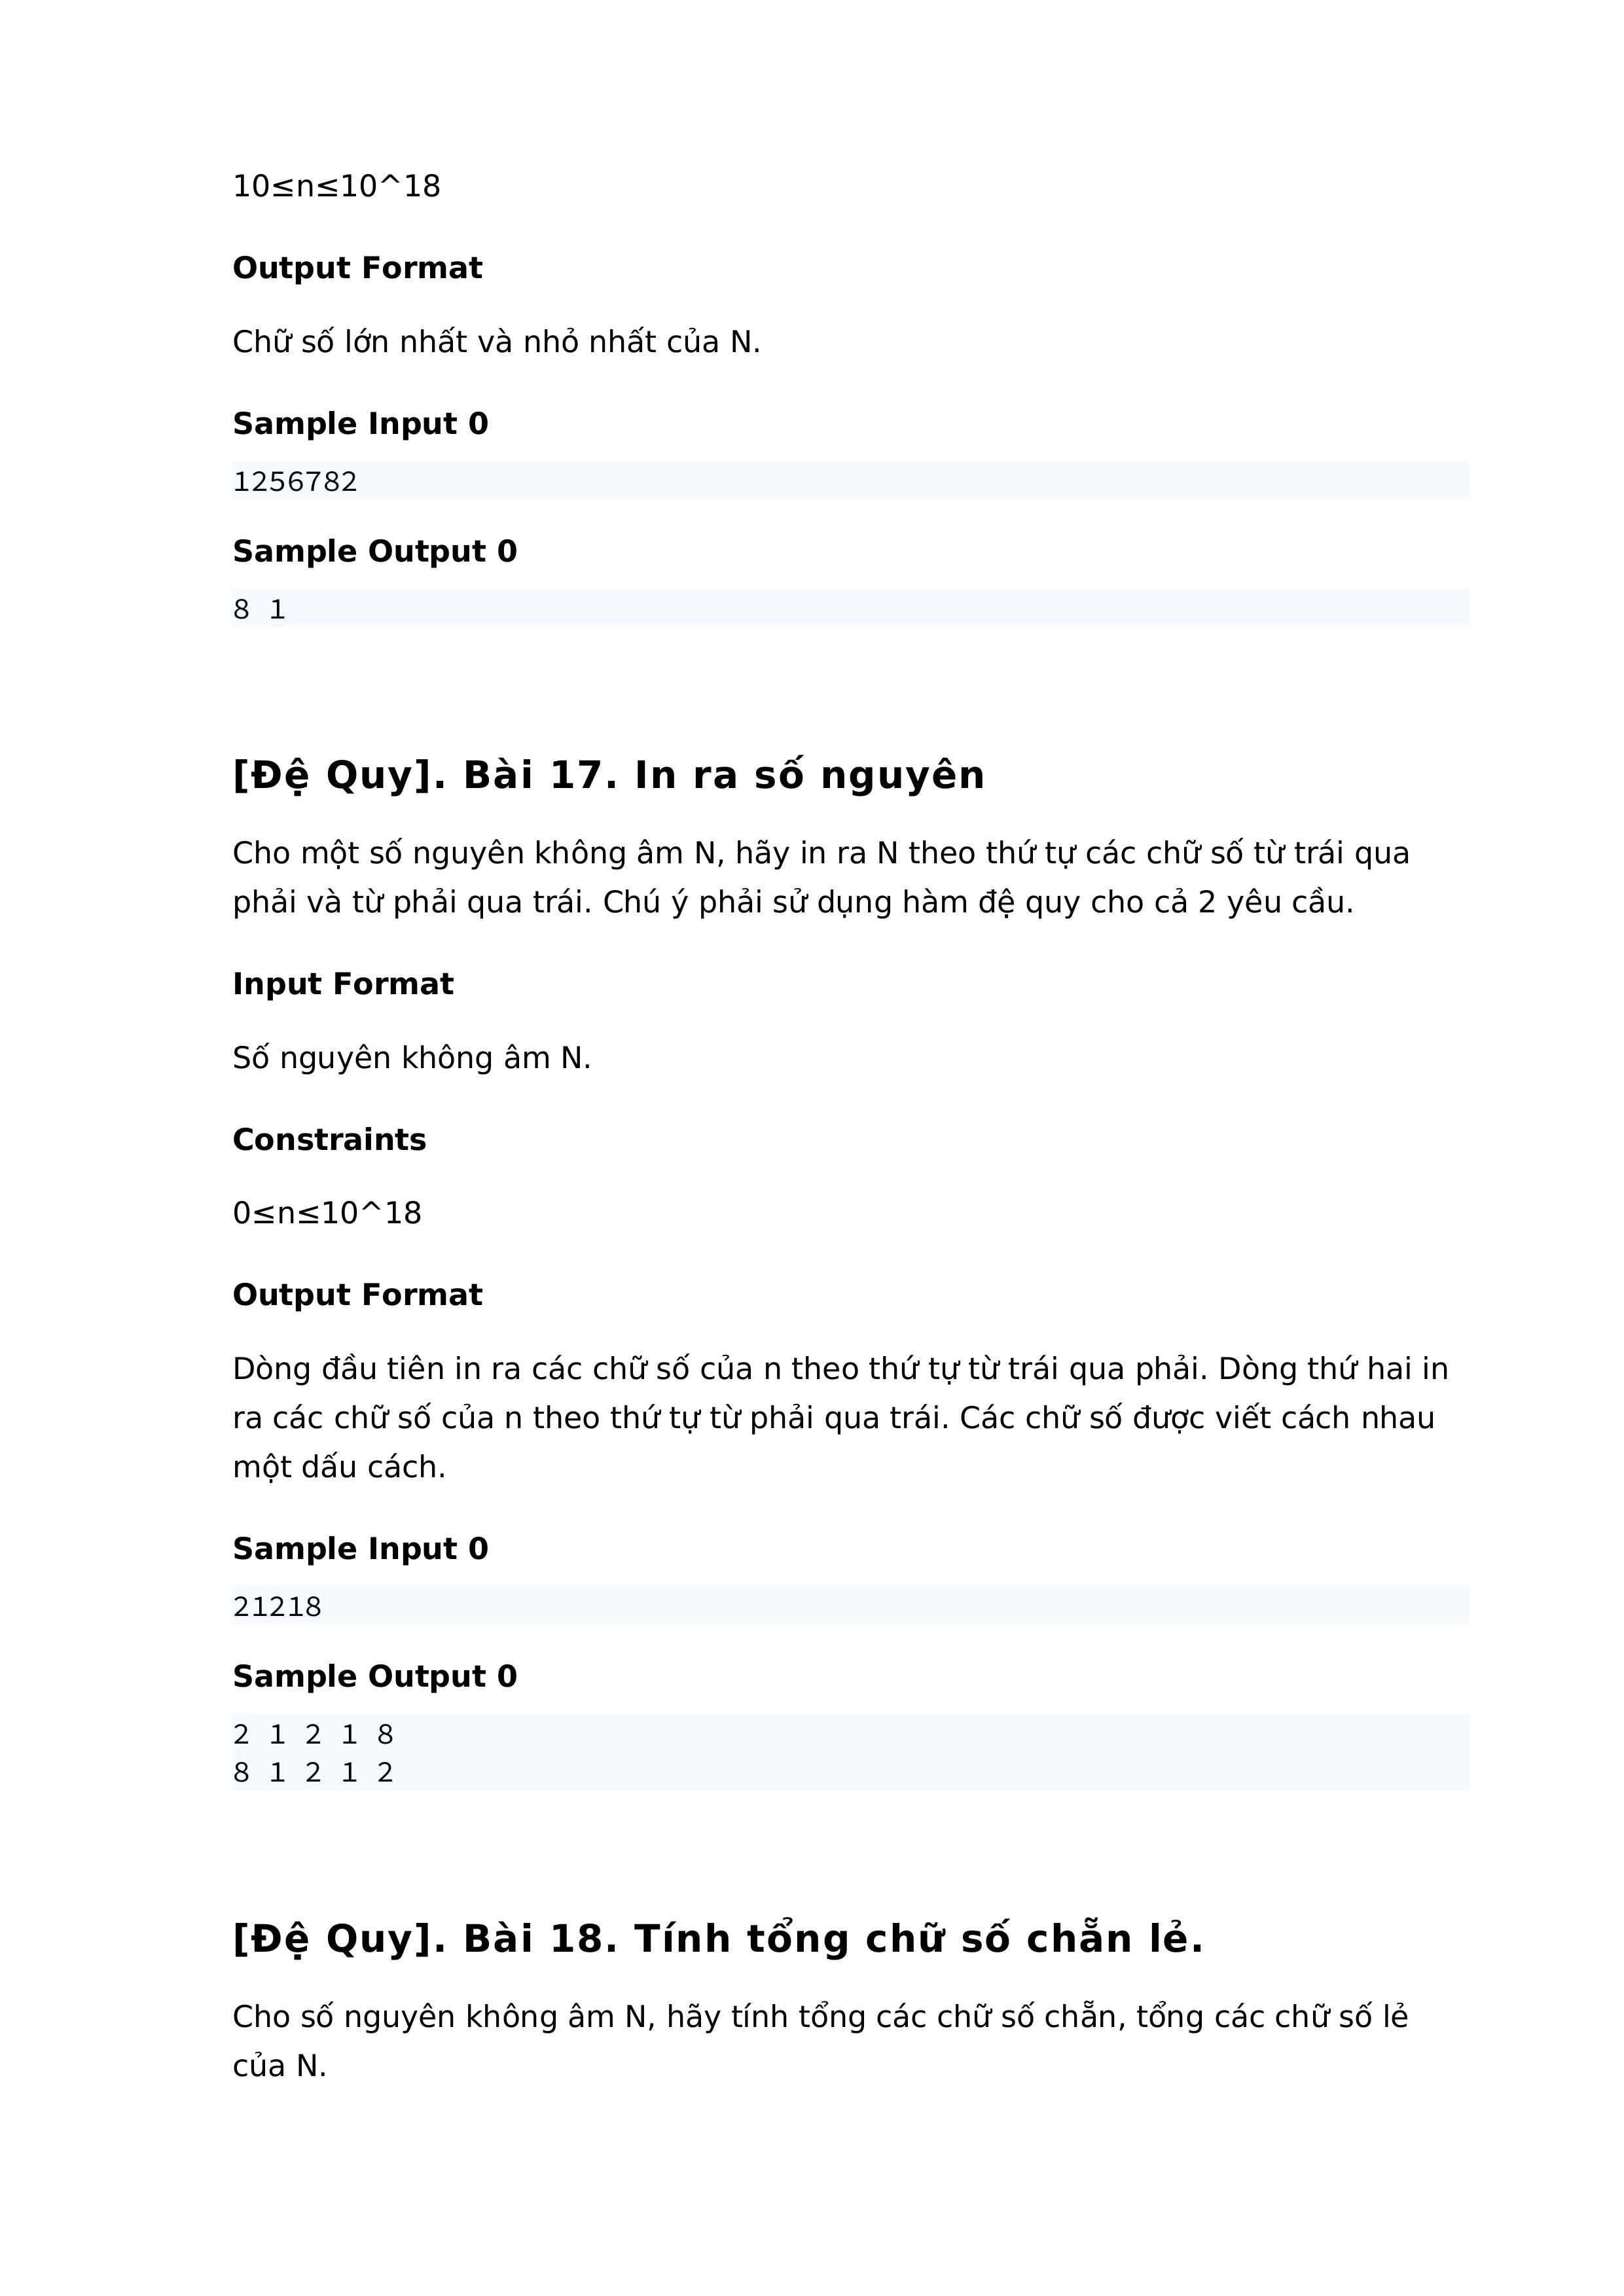 10≤n≤10^18
Output Format
Chữ số lớn nhất và nhỏ nhất của N.
Sample Input 0
1256782
Sample Output 0
8 1
[Đệ Quy]. Bài 17. In ra số nguyên
Cho một số nguyên không âm N, hãy in ra N theo thứ tự các chữ số từ trái qua
phải và từ phải qua trái. Chú ý phải sử dụng hàm đệ quy cho cả 2 yêu cầu.
Input Format
Số nguyên không âm N.
Constraints
0≤n≤10^18
Output Format
Dòng đầu tiên in ra các chữ số của n theo thứ tự từ trái qua phải. Dòng thứ hai in
ra các chữ số của n theo thứ tự từ phải qua trái. Các chữ số được viết cách nhau
một dấu cách.
Sample Input 0
21218
Sample Output 0
2 1 2 1 8
8 1 2 1 2
[Đệ Quy]. Bài 18. Tính tổng chữ số chẵn lẻ.
Cho số nguyên không âm N, hãy tính tổng các chữ số chẵn, tổng các chữ số lẻ
của N.